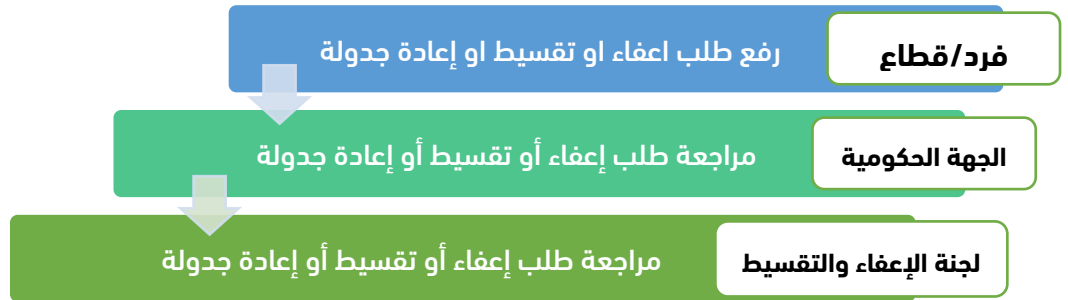 فرد/قطاع
رفع طلب اعفاء او تقسيط او إعادة جدولة
الجهة الحكومية
مراجعة طلب إعفاء أو تقسيط أو إعادة جدولة
لجنة الإعفاء والتقسيط
مراجعة طلب إعفاء أو تقسيط أو إعادة جدولة